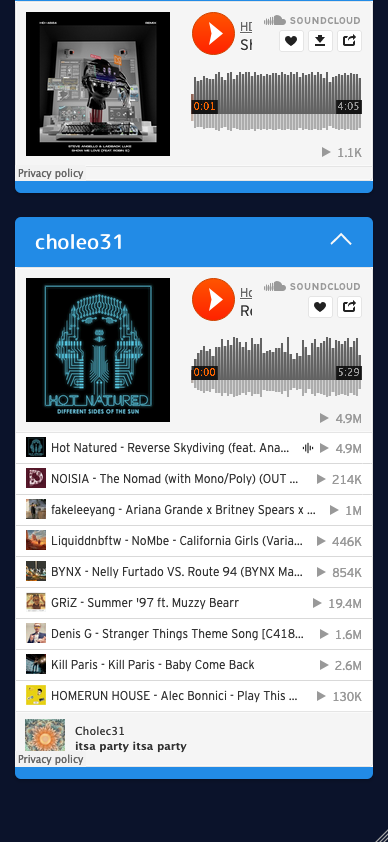 STEVE ANGELLO & LAIDBACK LUKE
SHOW ME LOVE (FEAT ROBIN S)
HD
SOUNDCLOUD
0:01
4:05
1.1K
Privacy policy
choleo31
HOT NATURED
DIFFERENT SIDES OF THE SUN
SOUNDCLOUD
0:00
5:29
4.9M
Hot Natured - Reverse Skydiving (feat. Ana...
4.9M
NOISIA - The Nomad (with Mono/Poly) (OUT ...
214K
fakeleeyang - Ariana Grande x Britney Spears x ...
1M
Liquiddnbftw - NoMbe - California Girls (Varia...
446K
BYNX - Nelly Furtado VS. Route 94 (BYNX Ma...
854K
GRiZ - Summer '97 ft. Muzzy Bearr
19.4M
Denis G - Stranger Things Theme Song [C418...
1.6M
Kill Paris - Kill Paris - Baby Come Back
2.6M
HOMERUN HOUSE - Alec Bonnici - Play This ...
130K
Cholec31
itsa party itsa party
Privacy policy